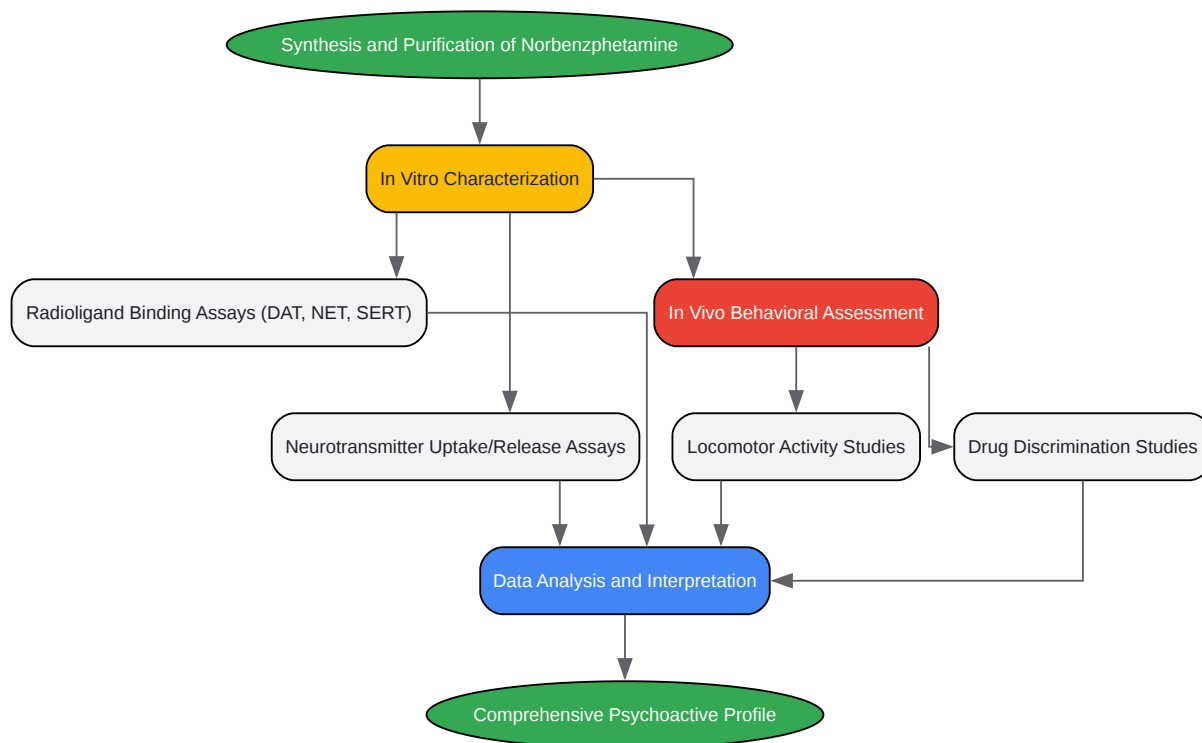 Synthesis and Purification of Norbenzphetamine
In Vitro Characterization
Radioligand Binding Assays (DAT, NET, SERT)
In Vivo Behavioral Assessment
Neurotransmitter Uptake/Release Assays
Locomotor Activity Studies
Drug Discrimination Studies
Data Analysis and Interpretation
Comprehensive Psychoactive Profile